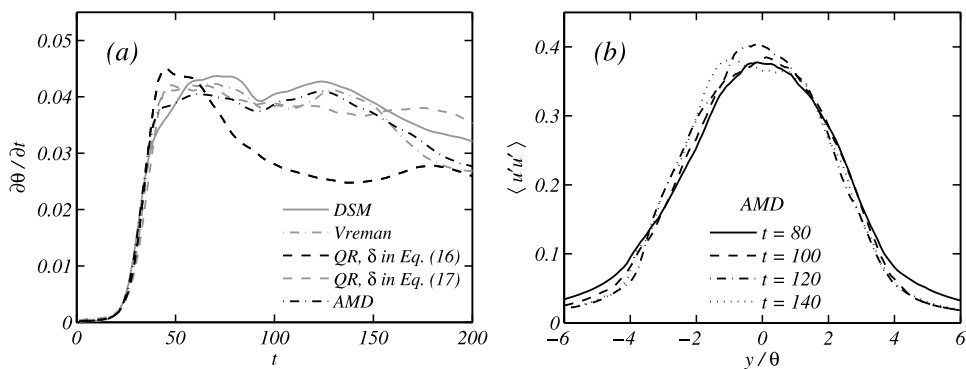 (a)
∂θ / ∂t
0.05
0.04
0.03
0.02
0.01
0
0
50
100
150
200
t
DSM
Vreman
QR, δ in Eq. (16)
QR, δ in Eq. (17)
AMD
(b)
⟨ u'u' ⟩
0.4
0.3
0.2
0.1
0
−6
−4
−2
0
2
4
6
y / θ
AMD
t = 80
t = 100
t = 120
t = 140